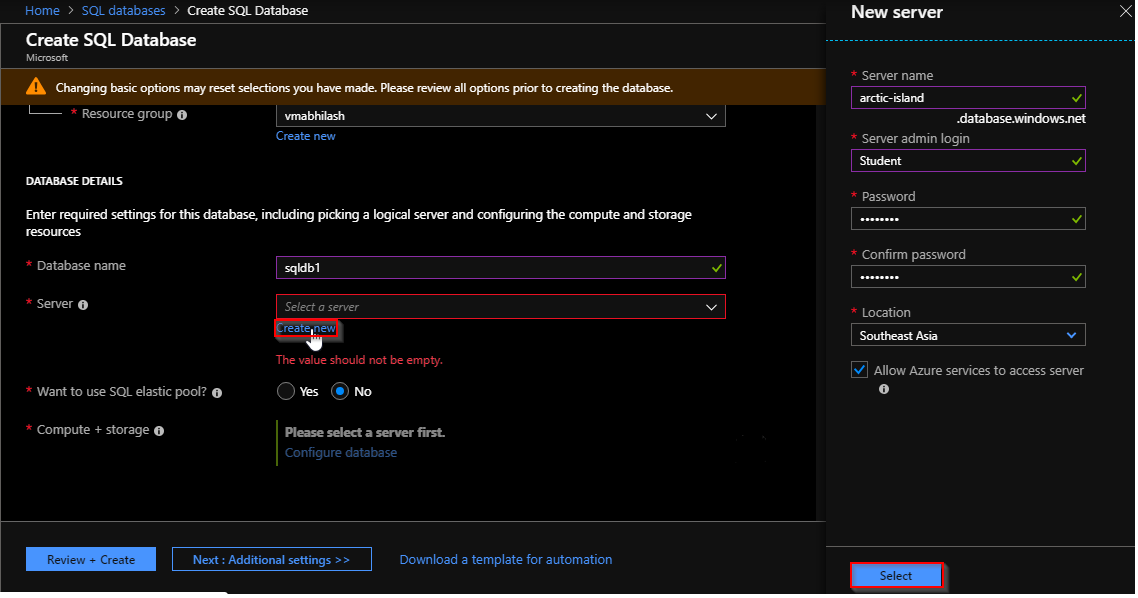 Home > SQL databases > Create SQL Database
Create SQL Database
Microsoft
Changing basic options may reset selections you have made. Please review all options prior to creating the database.
* Resource group
vmabhilash
Create new
DATABASE DETAILS
Enter required settings for this database, including picking a logical server and configuring the compute and storage
resources
* Database name
sqldb1
* Server
Select a server
Create new
The value should not be empty.
* Want to use SQL elastic pool?
Yes No
* Compute + storage
Please select a server first.
Configure database
Review + Create
Next : Additional settings >>
Download a template for automation
New server
* Server name
arctic-island
.database.windows.net
* Server admin login
Student
* Password
••••••••
* Confirm password
••••••••
* Location
Southeast Asia
Allow Azure services to access server
Select